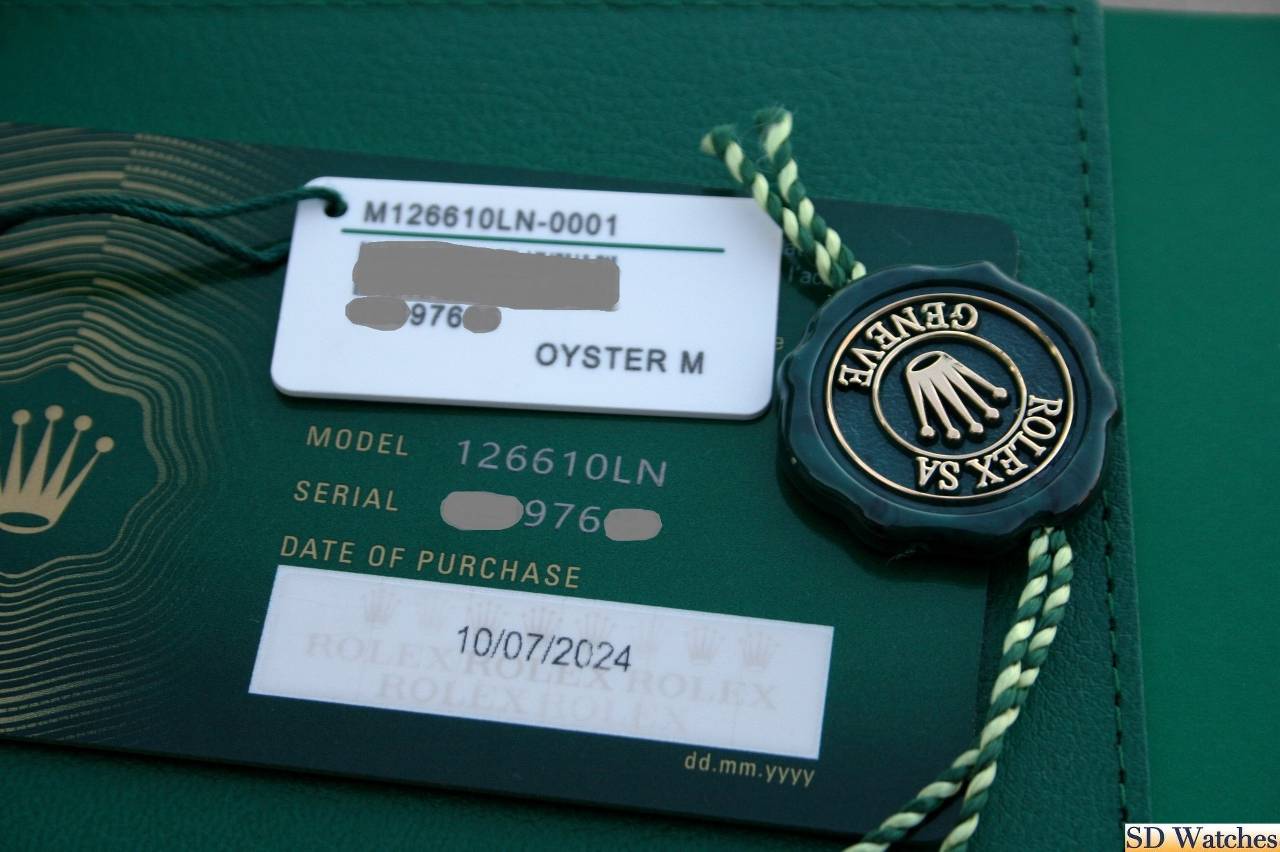 M126610LN-0001
976
OYSTER M
MODEL 126610LN
SERIAL 976
DATE OF PURCHASE
10/07/2024
ROLEX ROLEX ROLEX
ROLEX ROLEX
dd.mm.yyyy
GENEVE
ROLEX SA
SD Watches